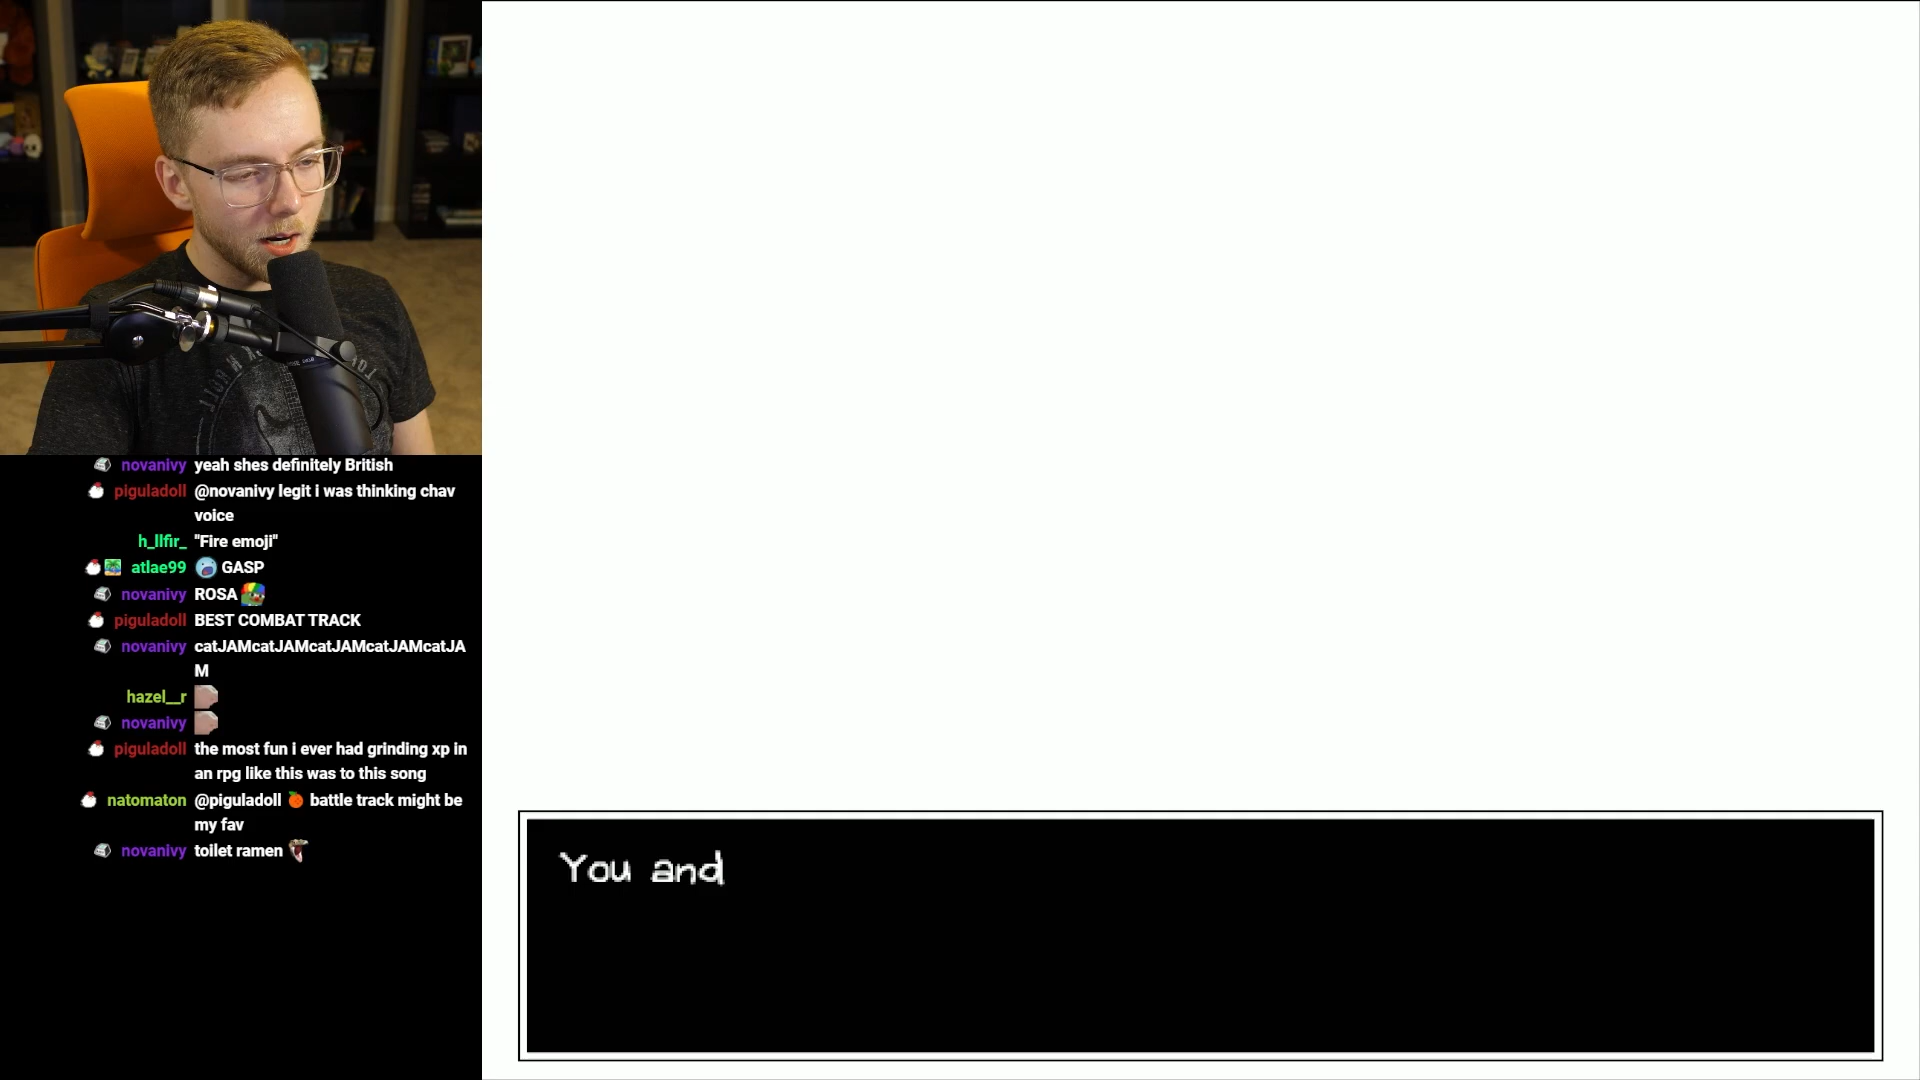 novanivy yeah shes definitely British
piguladoll @novanivy legit i was thinking chav
voice
h_llfir_ "Fire emoji"
atlae99 GASP
novanivy ROSA
piguladoll BEST COMBAT TRACK
novanivy catJAMcatJAMcatJAMcatJAMcatJA
M
hazel__r
novanivy
piguladoll the most fun i ever had grinding xp in
an rpg like this was to this song
natomaton @piguladoll 🍊 battle track might be
my fav
novanivy toilet ramen
You and